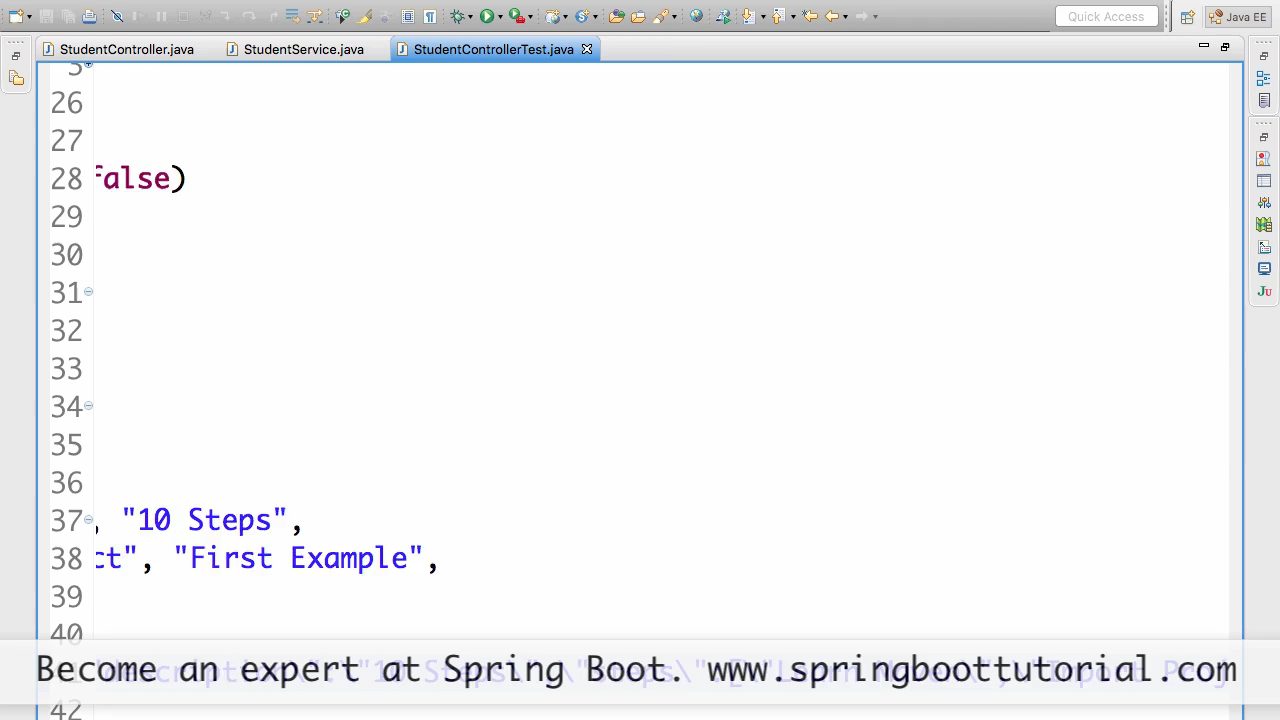 Quick Access
Java EE
StudentController.java
StudentService.java
StudentControllerTest.java
3
26
27
28 false)
29
30
31
32
33
34
35
36
37 , "10 Steps",
38 ct", "First Example",
39
40
Become an expert at Spring Boot. www.springboottutorial.com
42